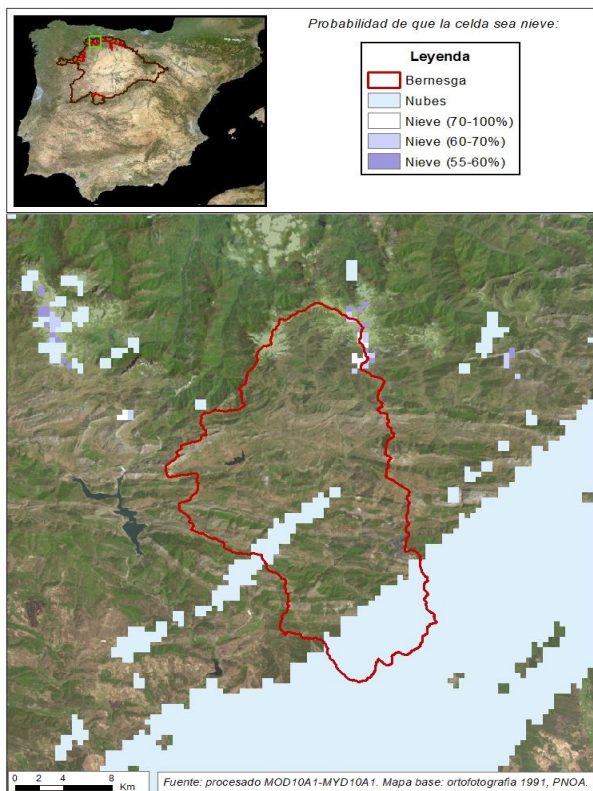 Probabilidad de que la celda sea nieve:
Leyenda
Bernesga
Nubes
Nieve (70-100%)
Nieve (60-70%)
Nieve (55-60%)
0 2 4 8
Km
Fuente: procesado MOD10A1-MYD10A1. Mapa base: ortofotografia 1991, PNOA.